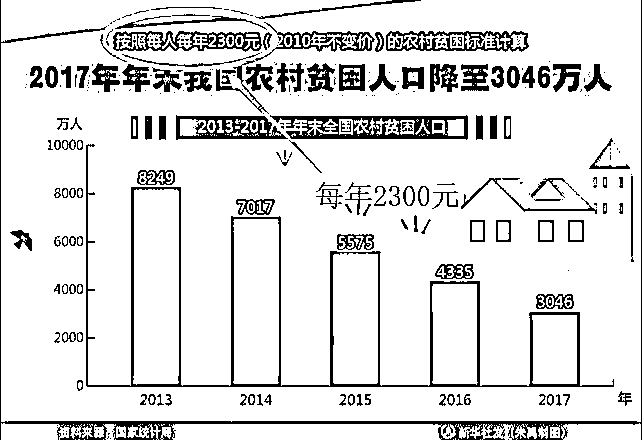 按照每人每年2300元（2010年不变价）的农村贫困标准计算
2017年年末我国农村贫困人口降至3046万人
万人
2013-2017年年末全国农村贫困人口
10000
8000
6000
4000
2000
0
8249
7017
5575
4335
3046
每年2300元
2013 2014 2015 2016 2017 年
资料来源：国家统计局
新华社发